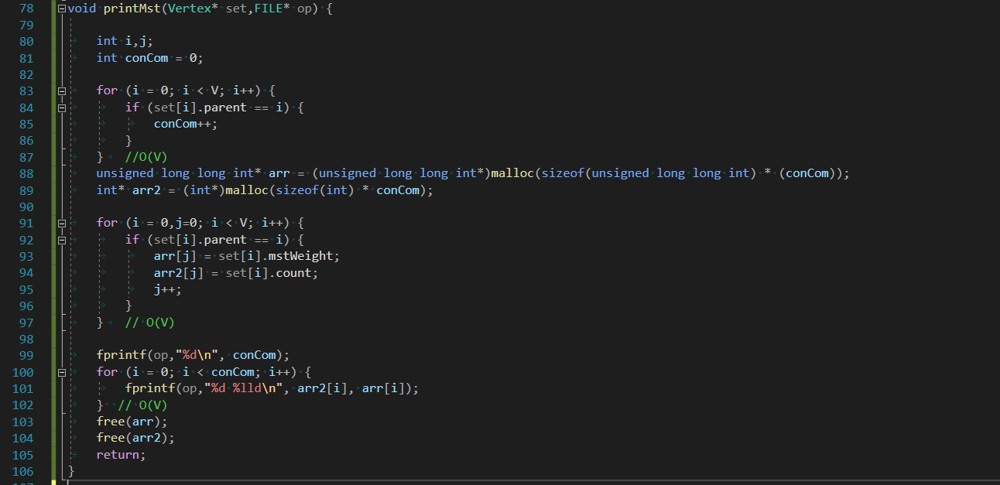 78 void printMst(Vertex* set,FILE* op) {
79
80 int i,j;
81 int conCom = 0;
82
83 for (i = 0; i < V; i++) {
84 if (set[i].parent == i) {
85 conCom++;
86 }
87 } //O(V)
88 unsigned long long int* arr = (unsigned long long int*)malloc(sizeof(unsigned long long int) * (conCom));
89 int* arr2 = (int*)malloc(sizeof(int) * conCom);
90
91 for (i = 0,j=0; i < V; i++) {
92 if (set[i].parent == i) {
93 arr[j] = set[i].mstWeight;
94 arr2[j] = set[i].count;
95 j++;
96 }
97 } // O(V)
98
99 fprintf(op,"%d\n", conCom);
100 for (i = 0; i < conCom; i++) {
101 fprintf(op,"%d %lld\n", arr2[i], arr[i]);
102 } // O(V)
103 free(arr);
104 free(arr2);
105 return;
106 }